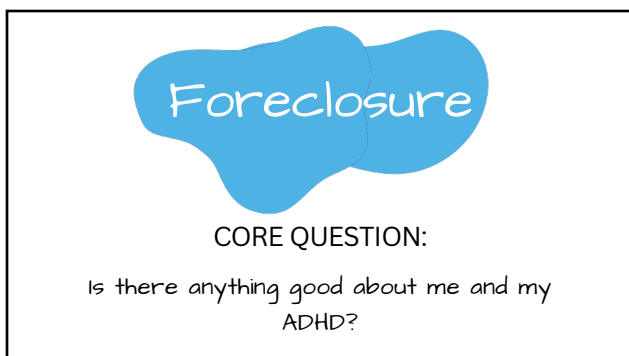 Foreclosure
CORE QUESTION:
Is there anything good about me and my
ADHD?